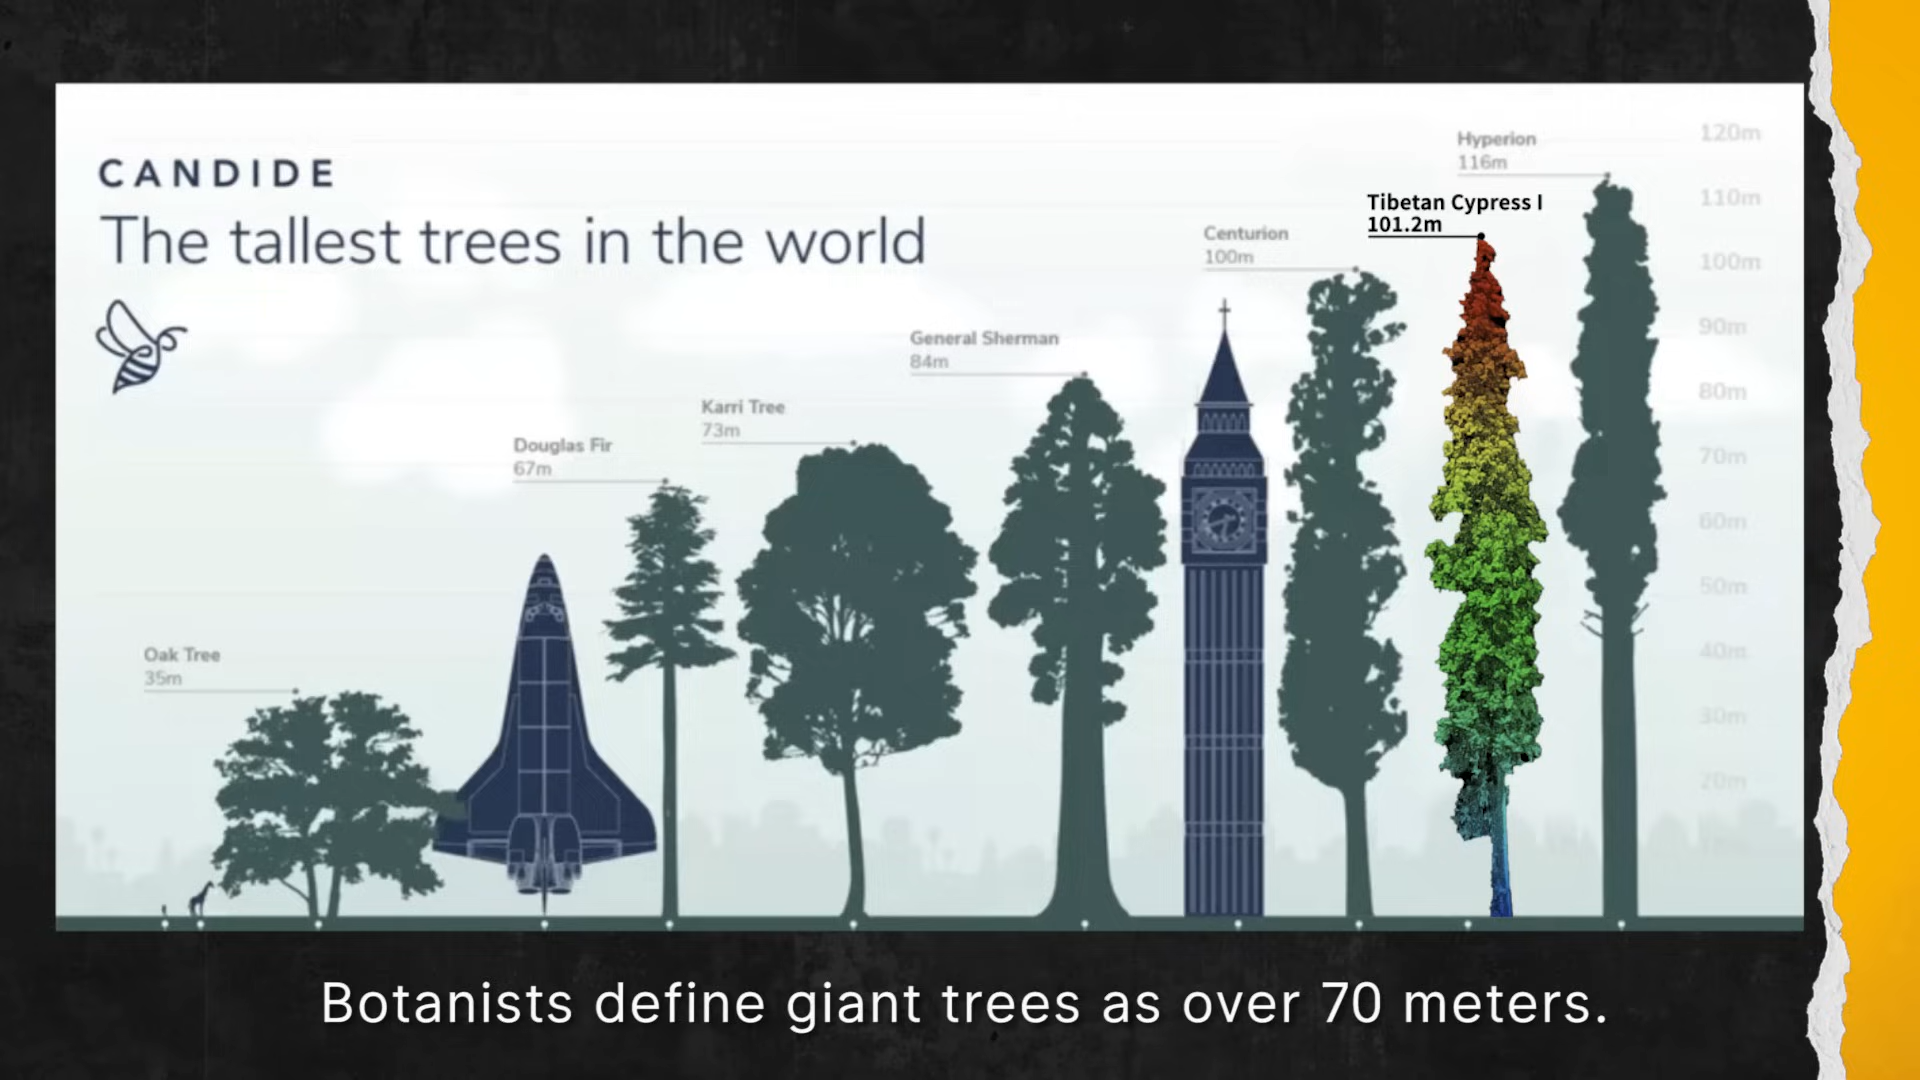 CANDIDE
The tallest trees in the world
Hyperion
116m
Tibetan Cypress I
101.2m
Centurion
100m
General Sherman
84m
Karri Tree
73m
Douglas Fir
67m
Oak Tree
35m
120m
110m
100m
90m
80m
70m
60m
50m
40m
30m
20m
Botanists define giant trees as over 70 meters.